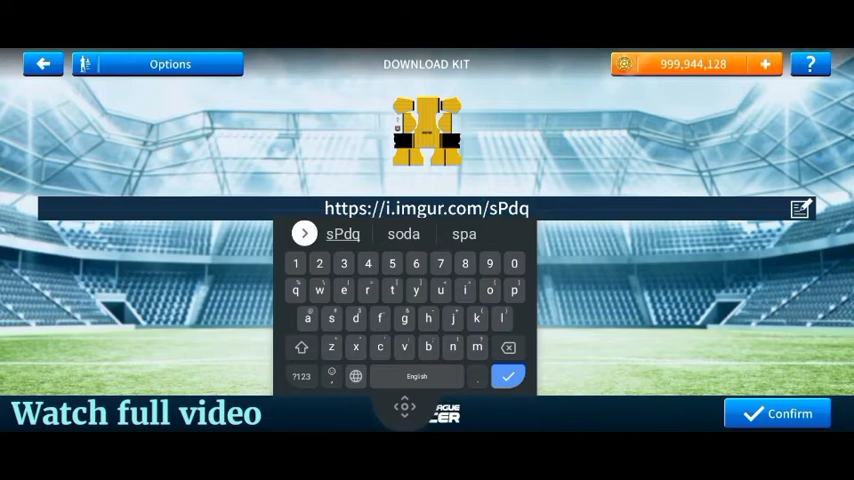 Options
DOWNLOAD KIT
999,944,128 +
?
https://i.imgur.com/sPdq
sPdq soda spa
1 2 3 4 5 6 7 8 9 0
q w e r t y u i o p
a s d f g h j k l
z x c v b n m
?123 , English .
Watch full video
Confirm